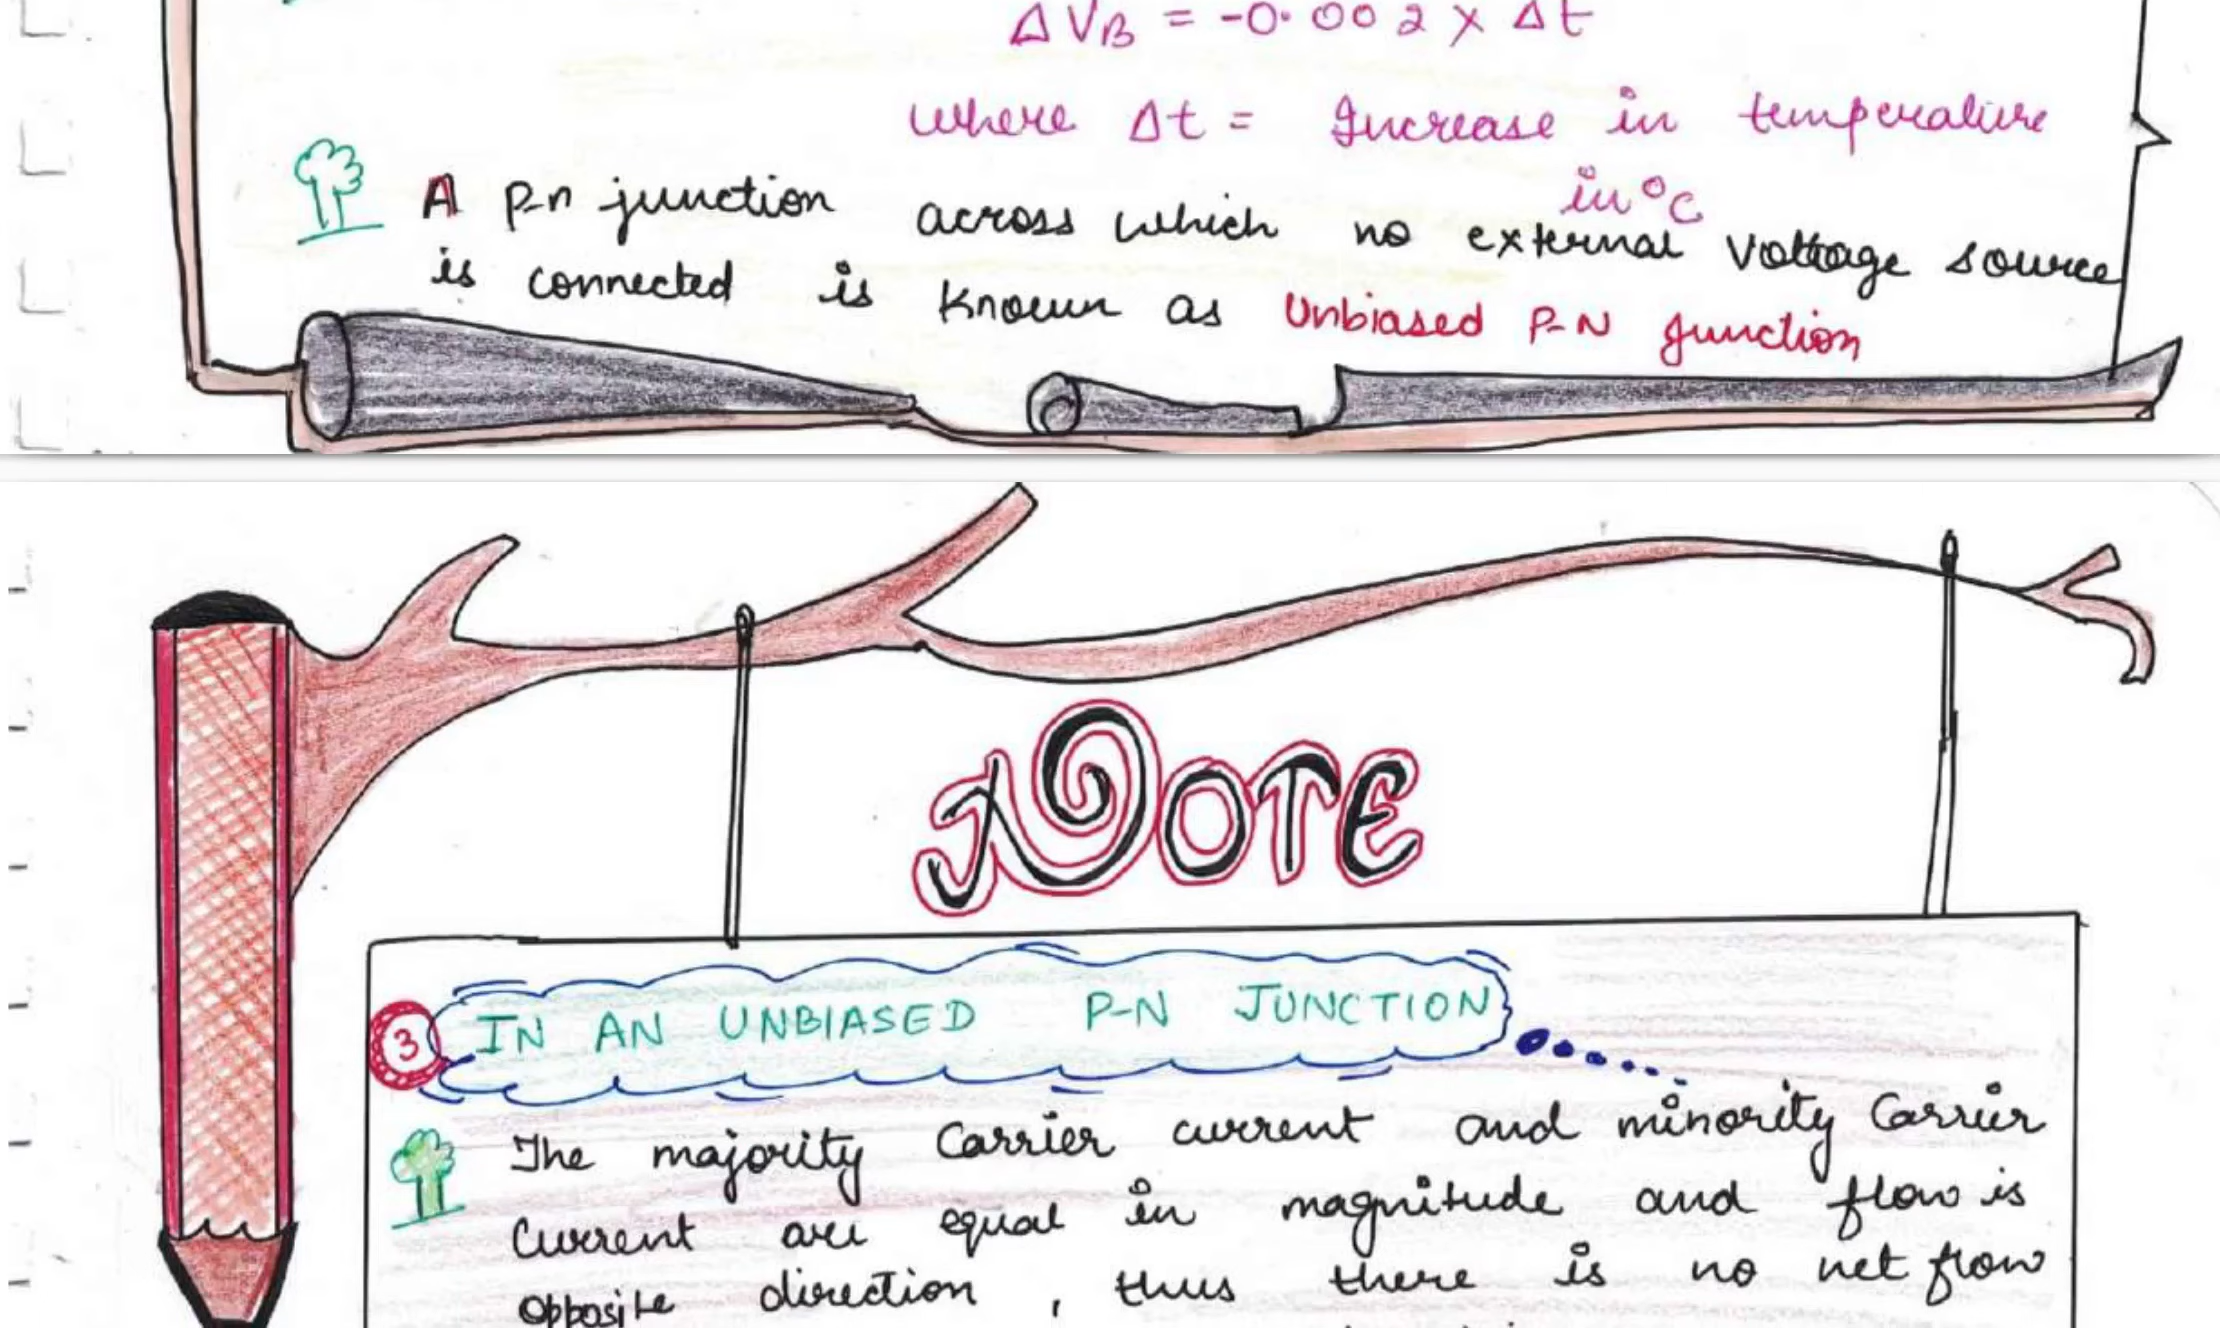 ΔVB = -0.002 x Δt
where Δt = Increase in temperature
in °C
A p-n junction across which no external voltage source
is connected is known as Unbiased P-N junction
NOTE
3 IN AN UNBIASED P-N JUNCTION
The majority Carrier current and minority Carrier
Current are equal in magnitude and flow is
opposite direction, thus there is no net flow